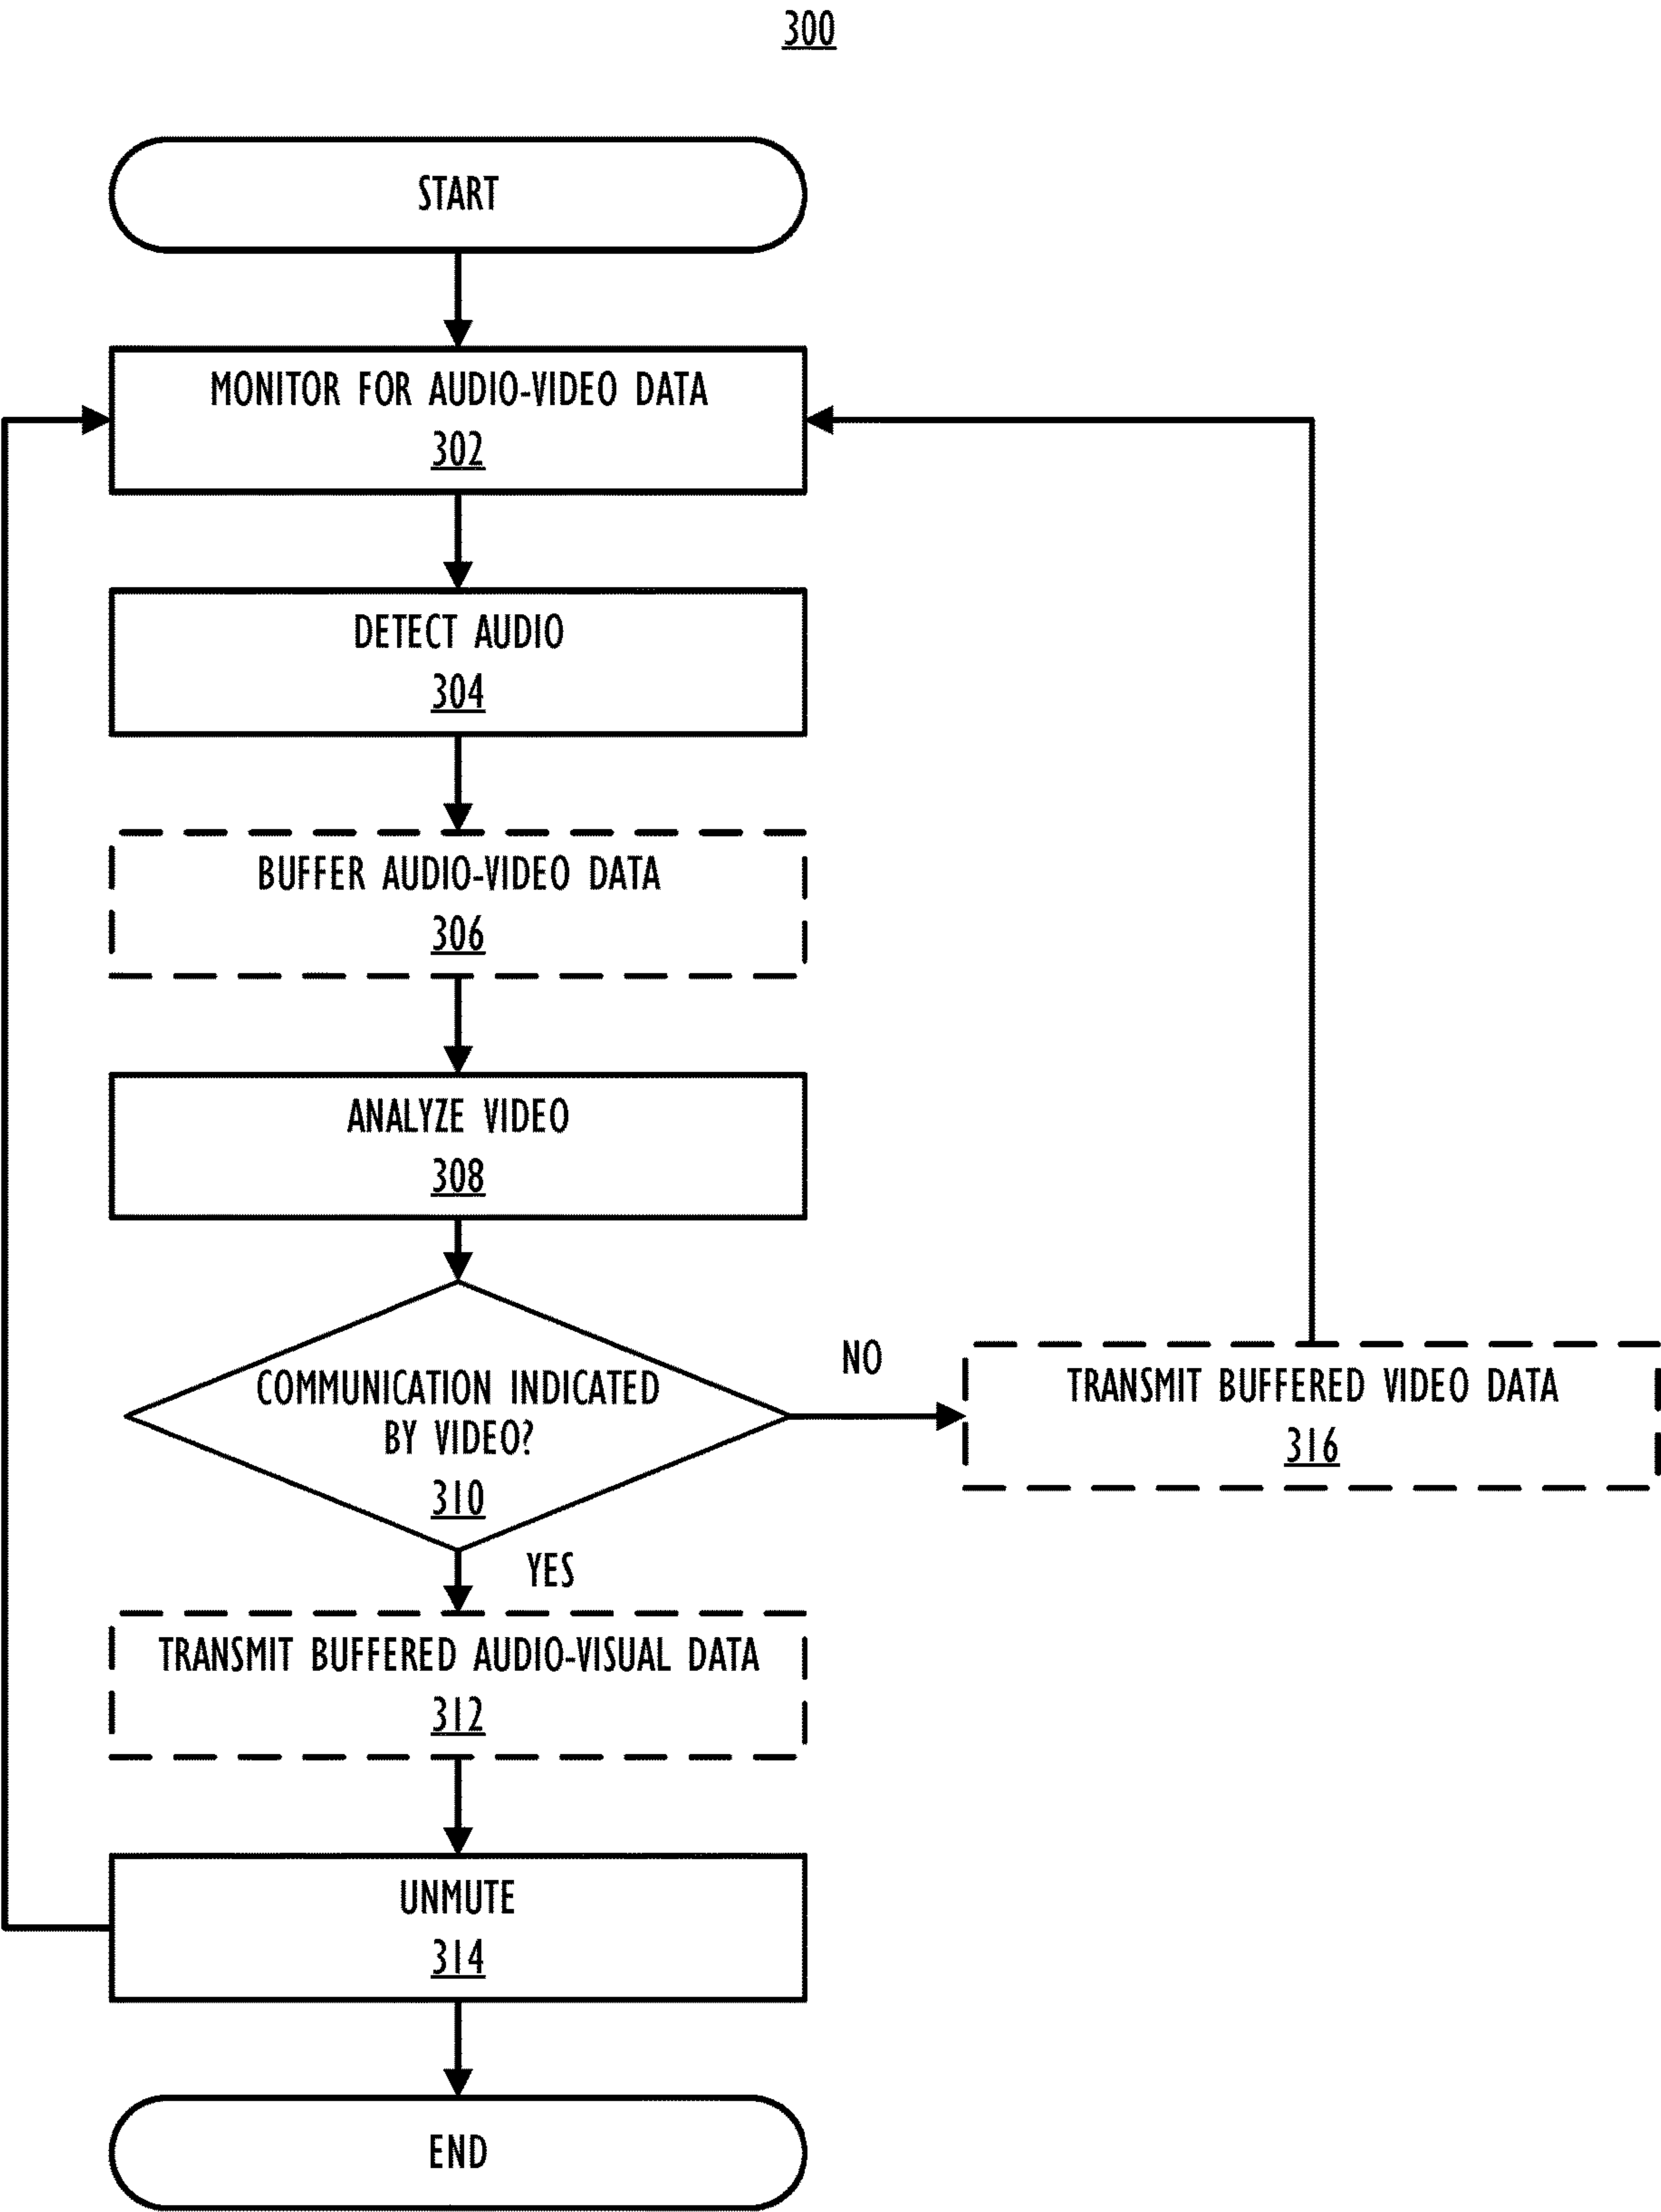 300
START
MONITOR FOR AUDIO-VIDEO DATA
302
DETECT AUDIO
304
BUFFER AUDIO-VIDEO DATA
306
ANALYZE VIDEO
308
COMMUNICATION INDICATED
BY VIDEO?
310
NO
TRANSMIT BUFFERED VIDEO DATA
316
YES
TRANSMIT BUFFERED AUDIO-VISUAL DATA
312
UNMUTE
314
END